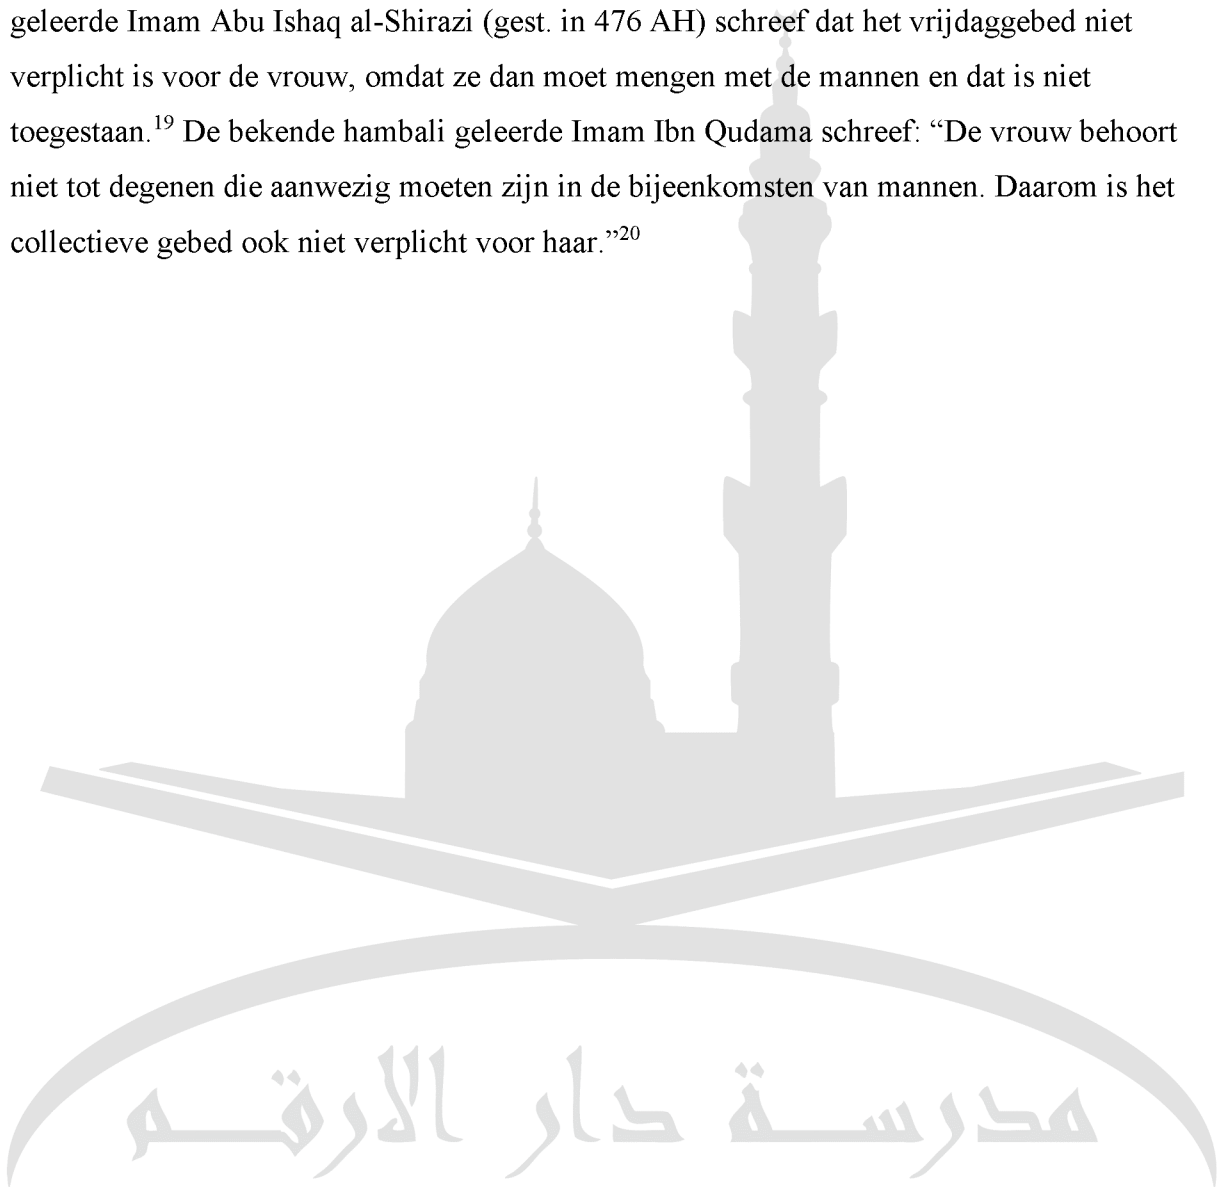 geleerde Imam Abu Ishaq al-Shirazi (gest. in 476 AH) schreef dat het vrijdaggebed niet
verplicht is voor de vrouw, omdat ze dan moet mengen met de mannen en dat is niet
toegestaan.19 De bekende hambali geleerde Imam Ibn Qudama schreef: “De vrouw behoort
niet tot degenen die aanwezig moeten zijn in de bijeenkomsten van mannen. Daarom is het
collectieve gebed ook niet verplicht voor haar.”20
مدرسة دار الارقم